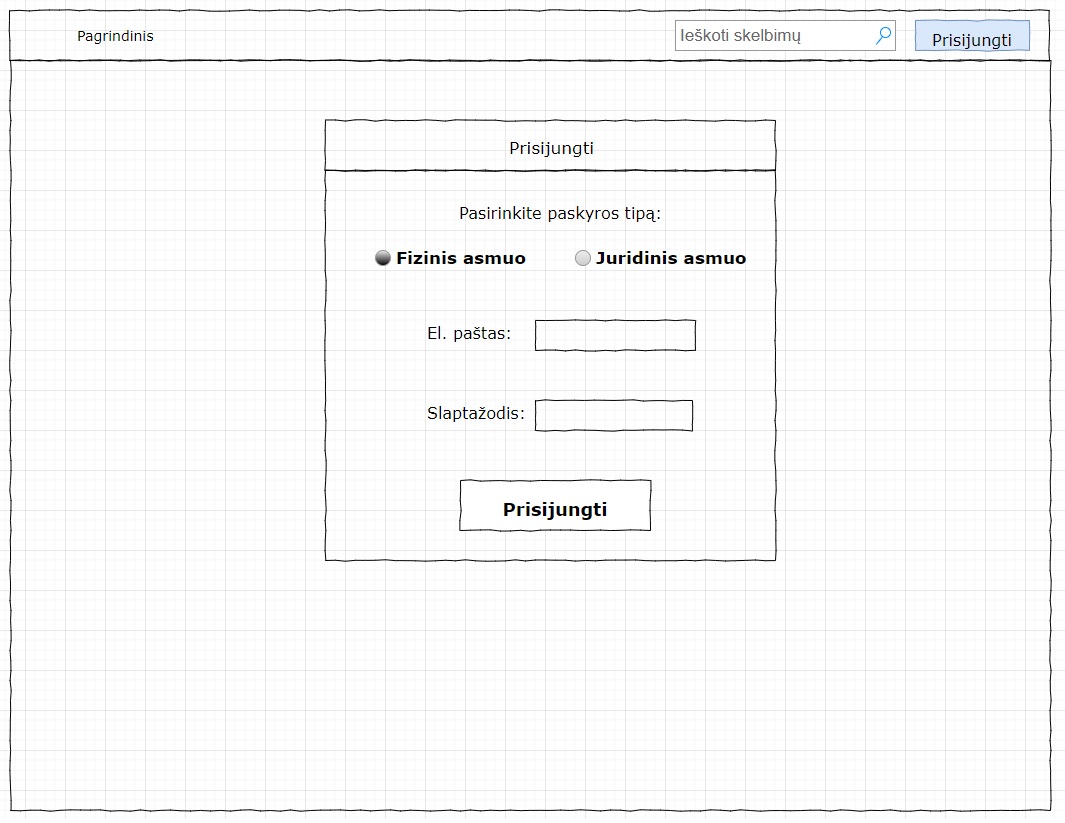 Pagrindinis
Ieškoti skelbimų
Prisijungti
Prisijungti
Pasirinkite paskyros tipą:
Fizinis asmuo
Juridinis asmuo
El. paštas:
Slaptažodis:
Prisijungti